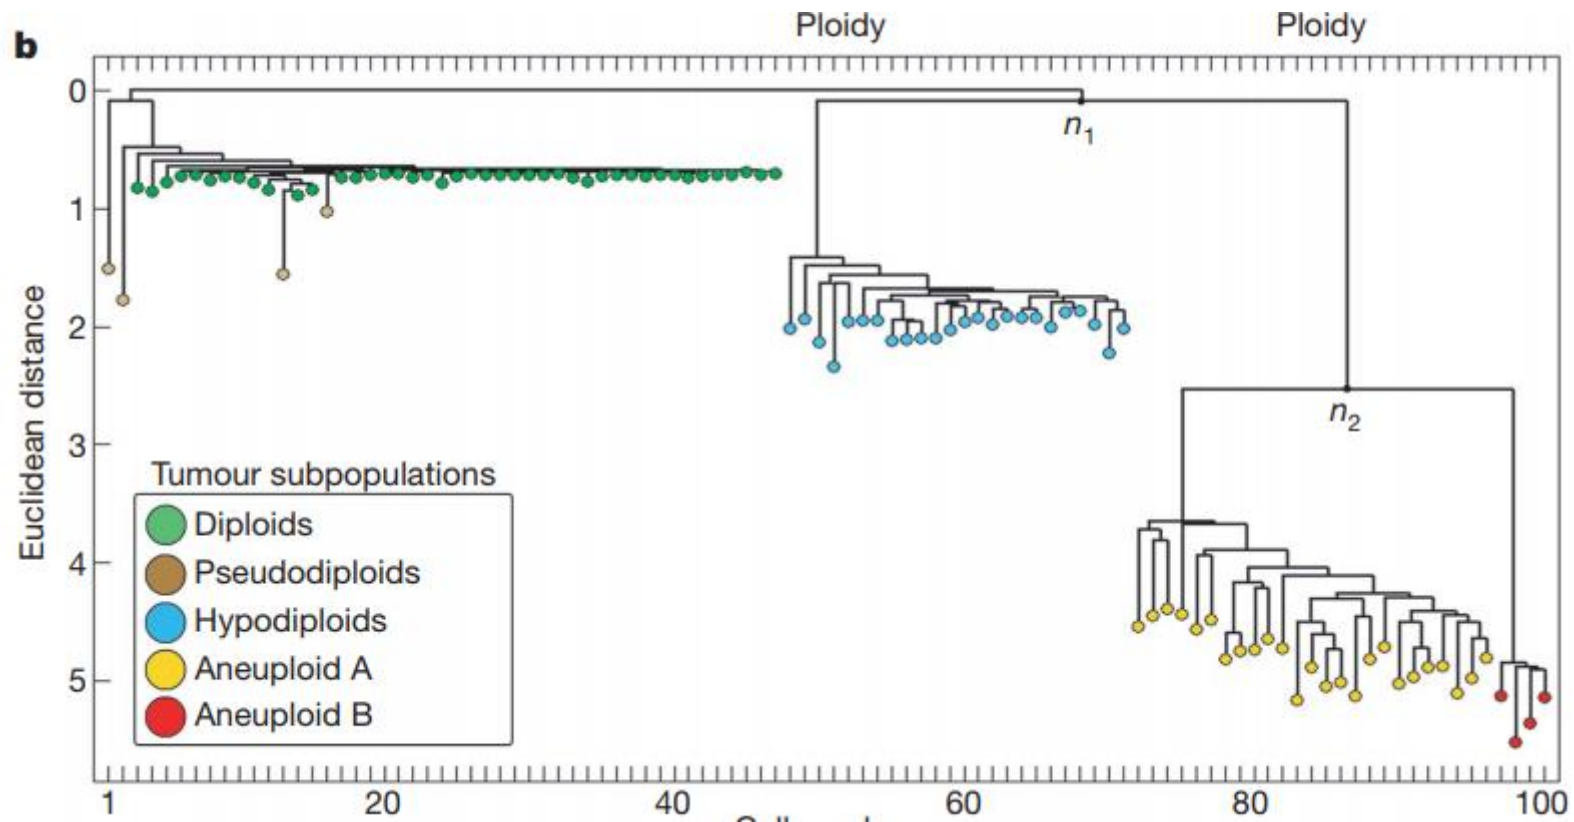 Ploidy Ploidy
b
0
n1
1
2
n2
3
4
5
Euclidean distance
Tumour subpopulations
Diploids
Pseudodiploids
Hypodiploids
Aneuploid A
Aneuploid B
1 20 40 60 80 100